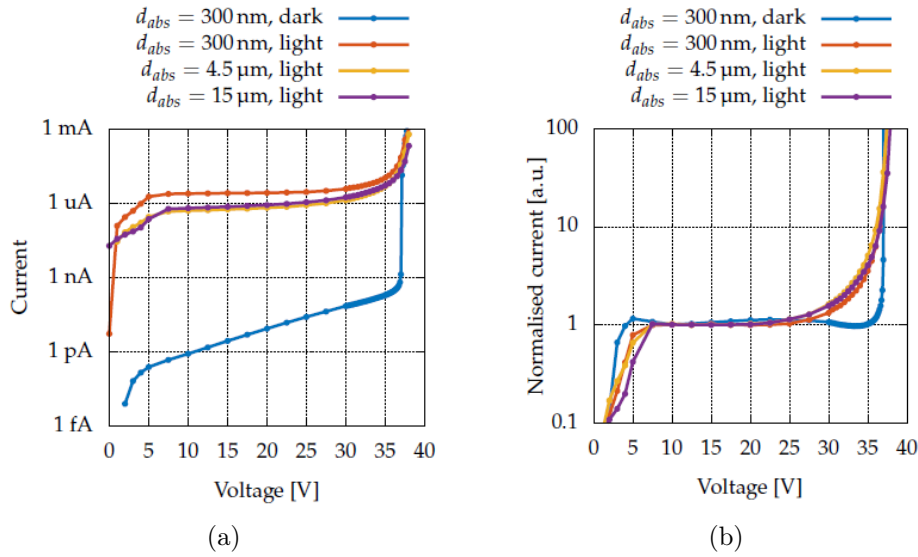 d_abs = 300 nm, dark
d_abs = 300 nm, light
d_abs = 4.5 µm, light
d_abs = 15 µm, light
1 mA
1 uA
1 nA
1 pA
1 fA
Current
0 5 10 15 20 25 30 35 40
Voltage [V]
(a)
d_abs = 300 nm, dark
d_abs = 300 nm, light
d_abs = 4.5 µm, light
d_abs = 15 µm, light
100
10
1
0.1
Normalised current [a.u.]
0 5 10 15 20 25 30 35 40
Voltage [V]
(b)